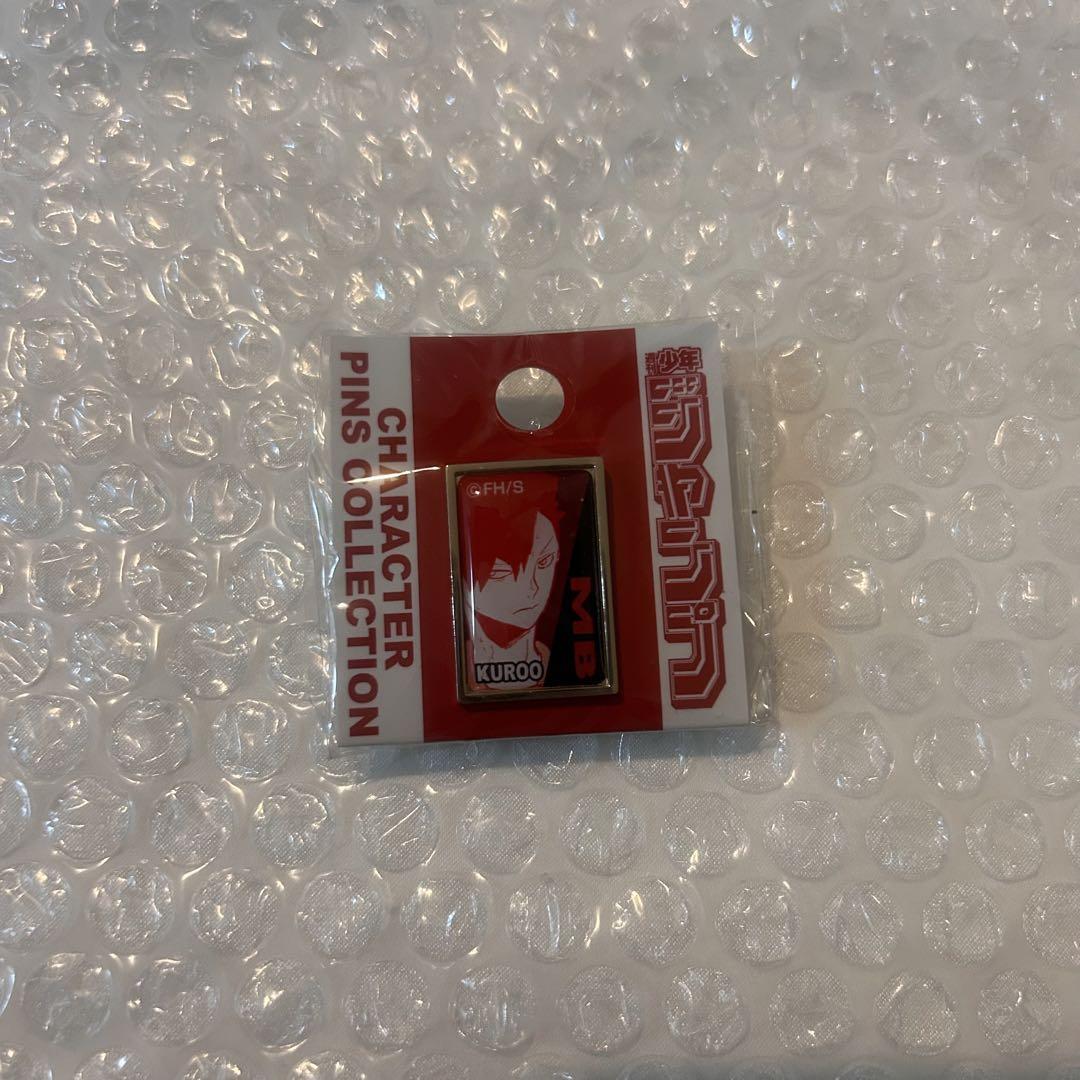 CHARACTER
PINS COLLECTION
©FH/S
KUROO
MB
週刊少年
ジャンプ